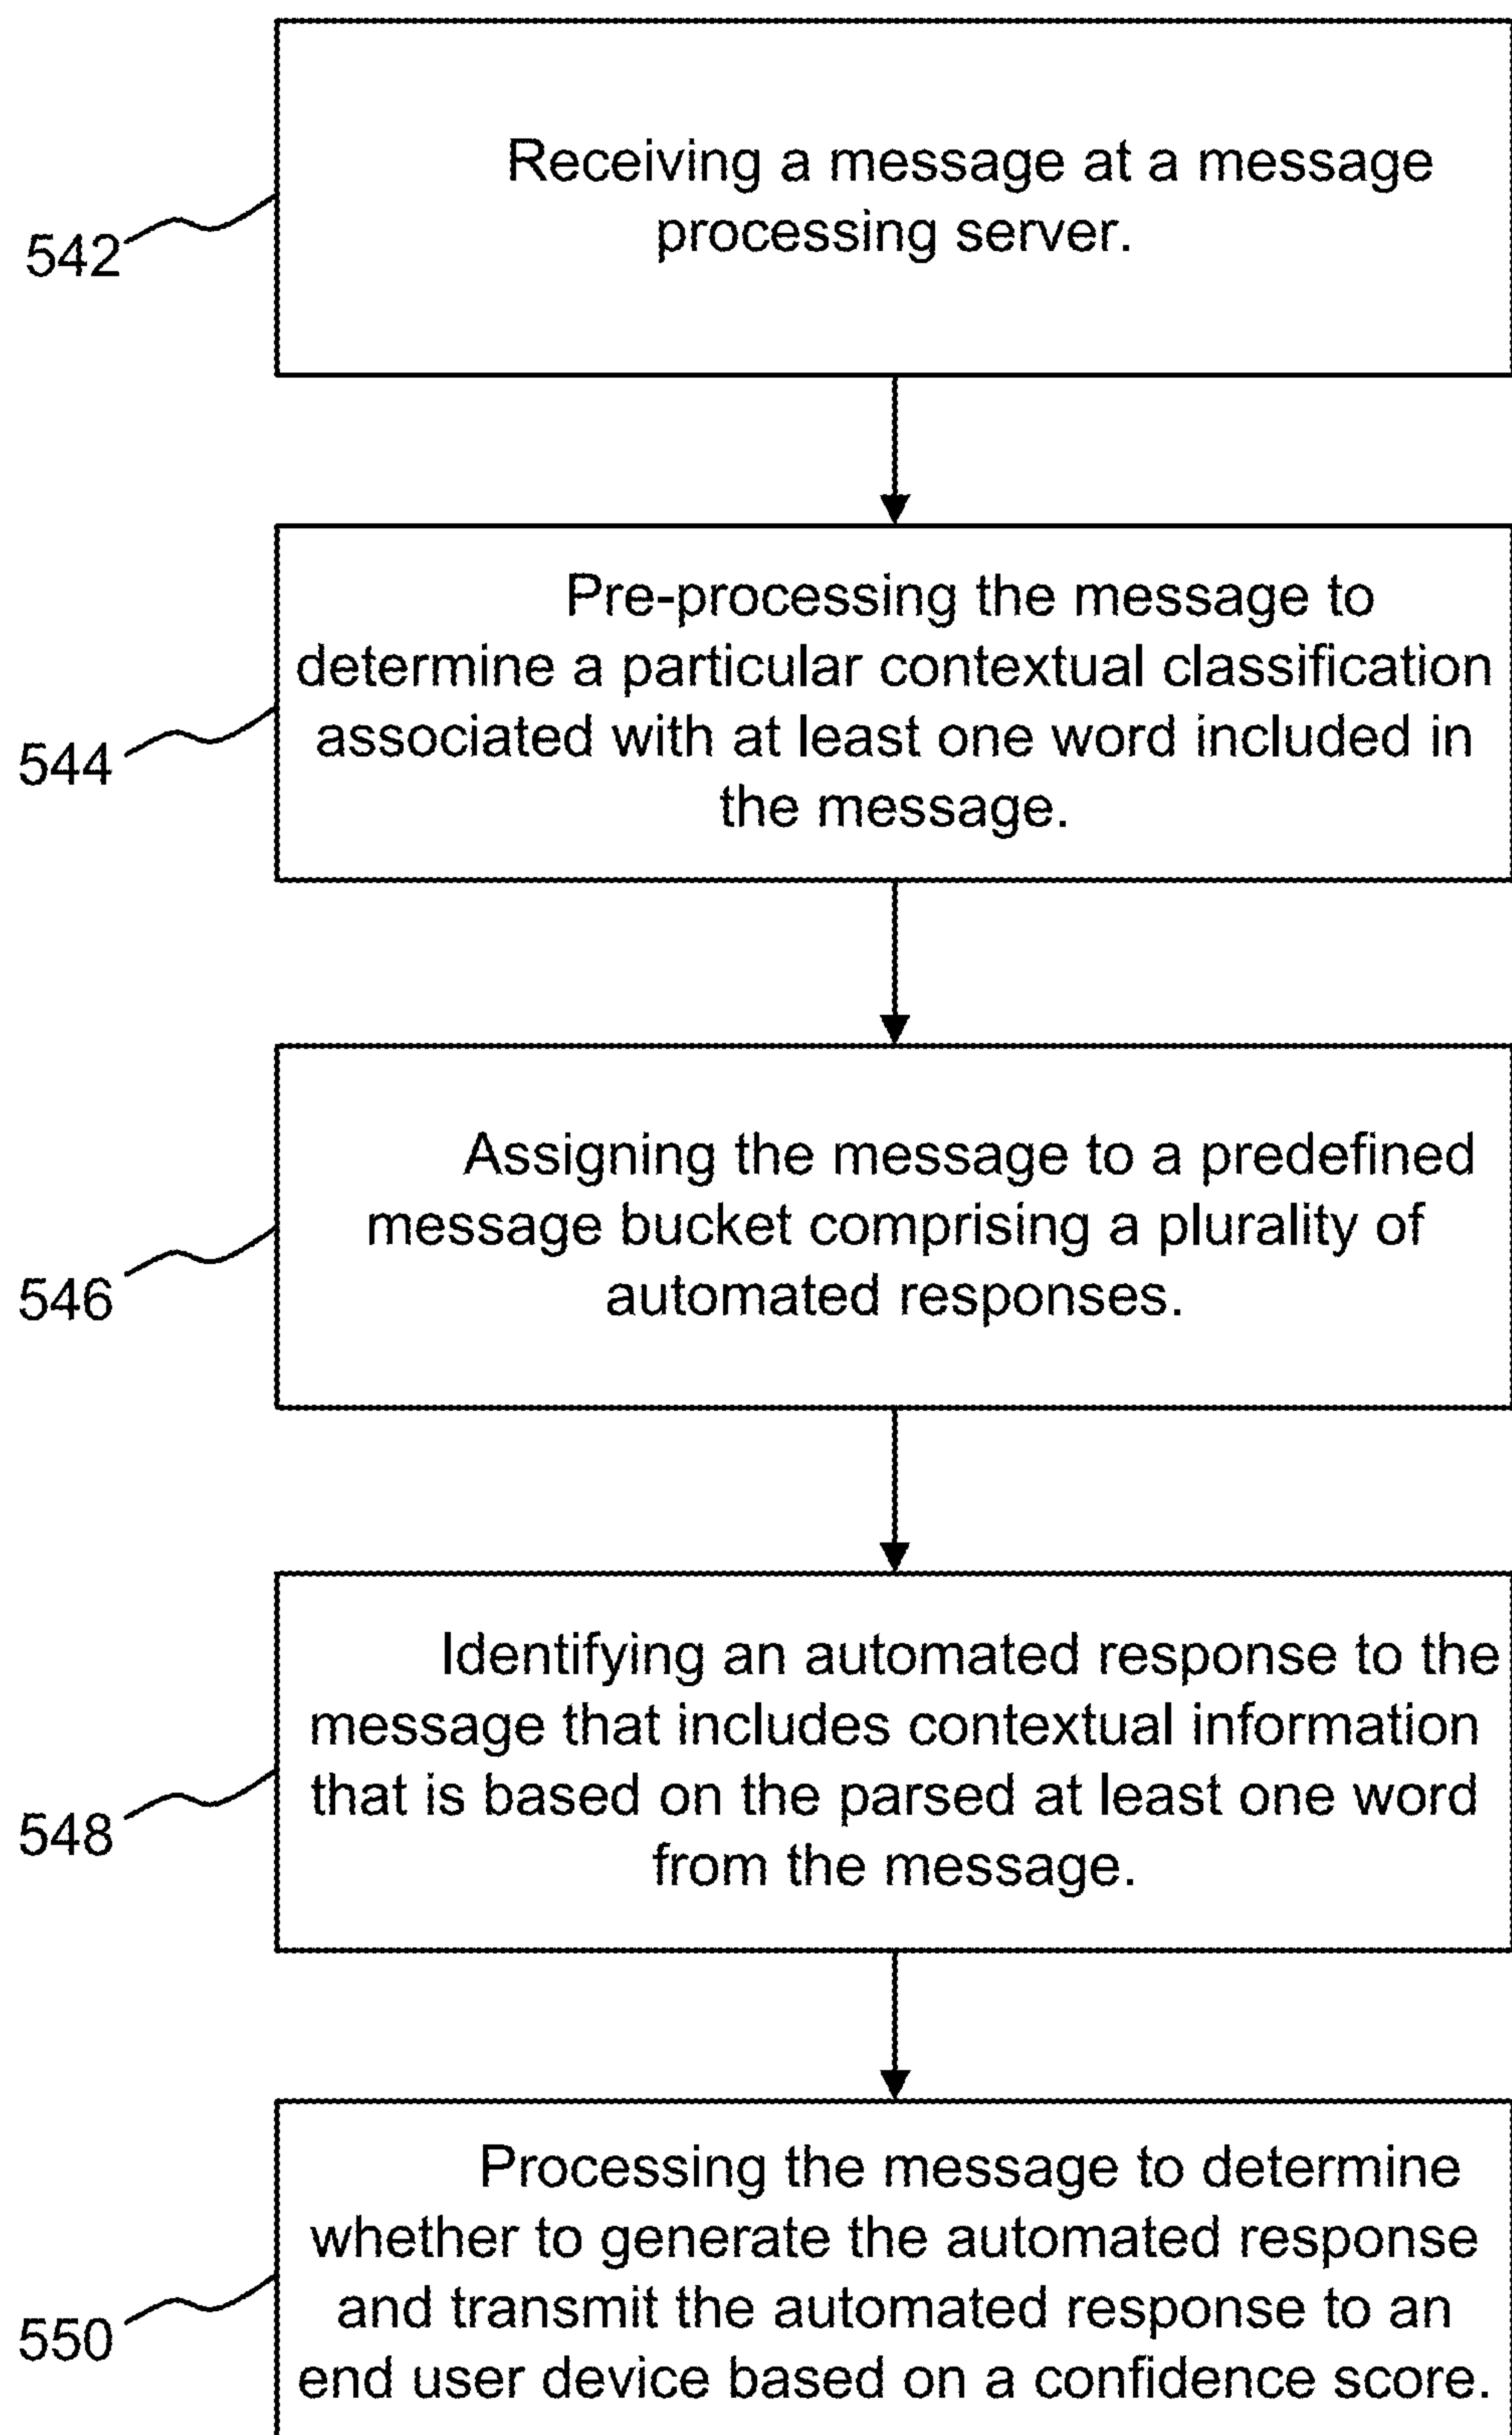 Receiving a message at a message
processing server.
542
Pre-processing the message to
determine a particular contextual classification
associated with at least one word included in
the message.
544
Assigning the message to a predefined
message bucket comprising a plurality of
automated responses.
546
Identifying an automated response to the
message that includes contextual information
that is based on the parsed at least one word
from the message.
548
Processing the message to determine
whether to generate the automated response
and transmit the automated response to an
end user device based on a confidence score.
550